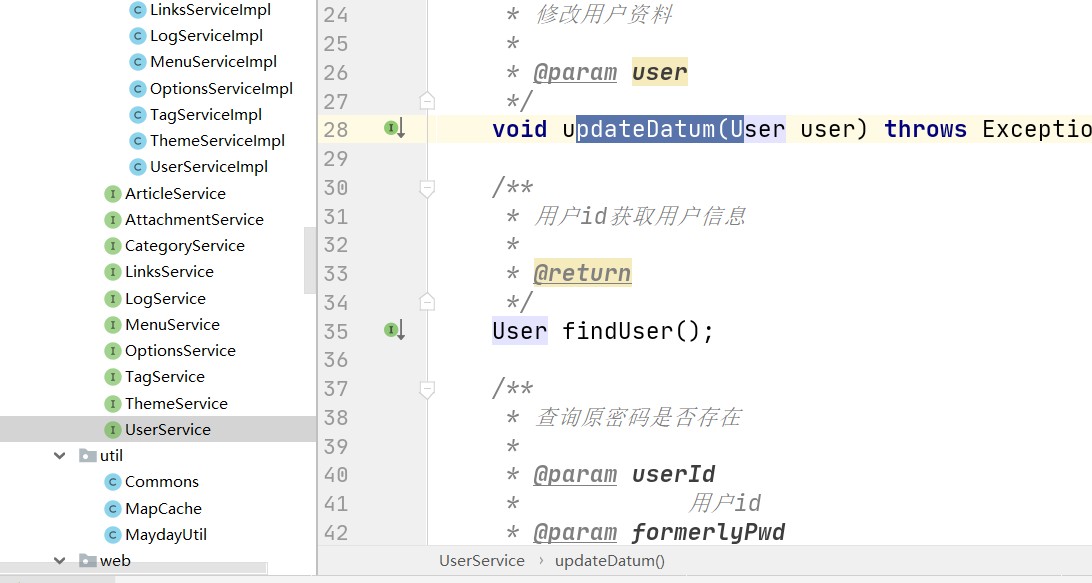 LinksServiceImpl
LogServiceImpl
MenuServiceImpl
OptionsServiceImpl
TagServiceImpl
ThemeServiceImpl
UserServiceImpl
ArticleService
AttachmentService
CategoryService
LinksService
LogService
MenuService
OptionsService
TagService
ThemeService
UserService
util
Commons
MapCache
MaydayUtil
web
24 * 修改用户资料
25 *
26 * @param user
27 */
28 void updateDatum(User user) throws Exceptio
29
30 /**
31 * 用户id获取用户信息
32 *
33 * @return
34 */
35 User findUser();
36
37 /**
38 * 查询原密码是否存在
39 *
40 * @param userId
41 * 用户id
42 * @param formerlyPwd
UserService › updateDatum()